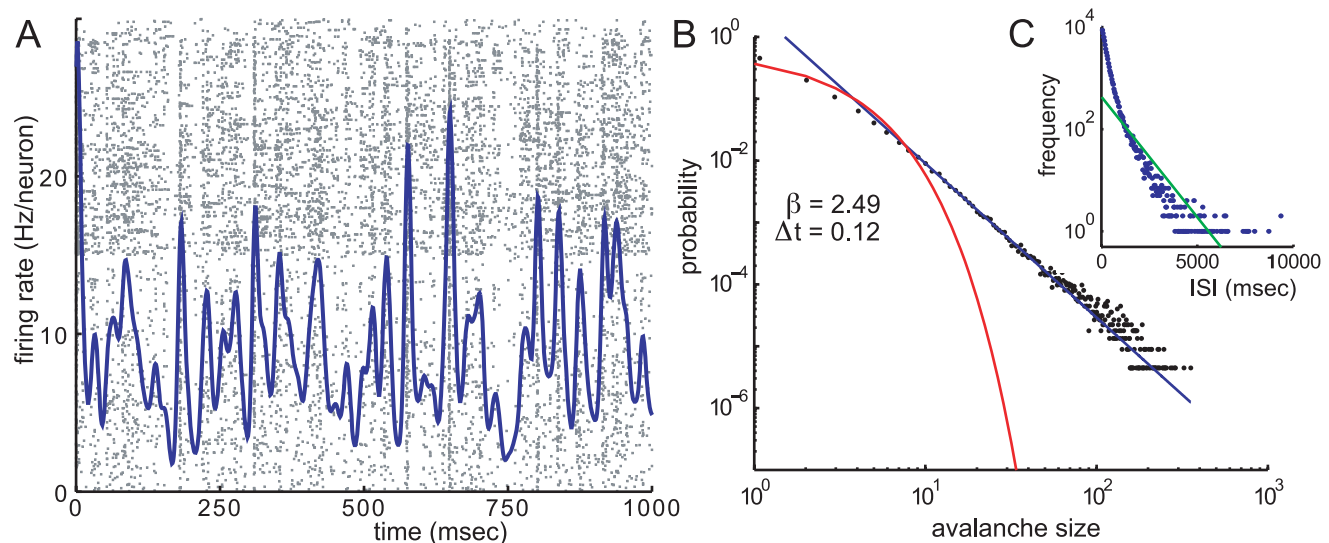 A
firing rate (Hz/neuron)
20
10
0
0 250 500 750 1000
time (msec)
B
probability
10^0
10^-2
10^-4
10^-6
β = 2.49
Δt = 0.12
10^0 10^1 10^2 10^3
avalanche size
C
frequency
10^4
10^2
10^0
0 5000 10000
ISI (msec)